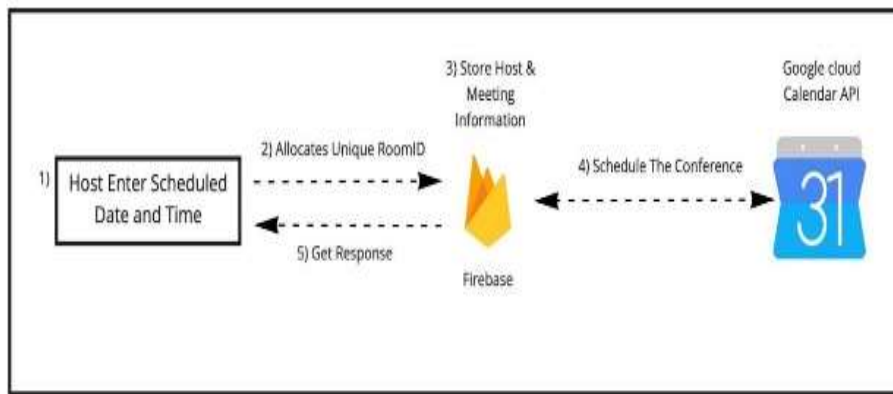 1)
Host Enter Scheduled
Date and Time
2) Allocates Unique RoomID
3) Store Host &
Meeting
Information
4) Schedule The Conference
Google cloud
Calendar API
31
5) Get Response
Firebase